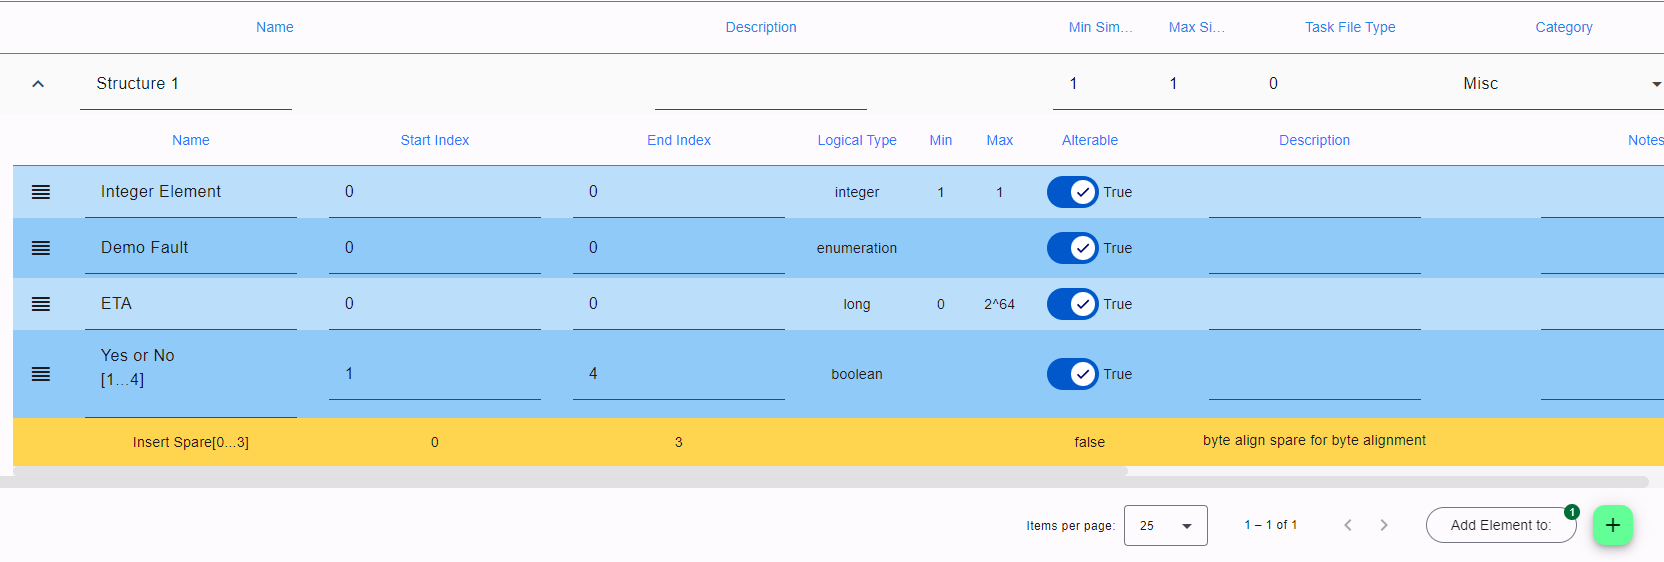 Name Description Min Sim... Max Si... Task File Type Category
Structure 1 1 1 0 Misc
Name Start Index End Index Logical Type Min Max Alterable Description Notes
Integer Element 0 0 integer 1 1 True
Demo Fault 0 0 enumeration True
ETA 0 0 long 0 2^64 True
Yes or No
[1...4] 1 4 boolean True
Insert Spare[0...3] 0 3 false byte align spare for byte alignment
Items per page: 25 1 – 1 of 1 Add Element to: 1 +